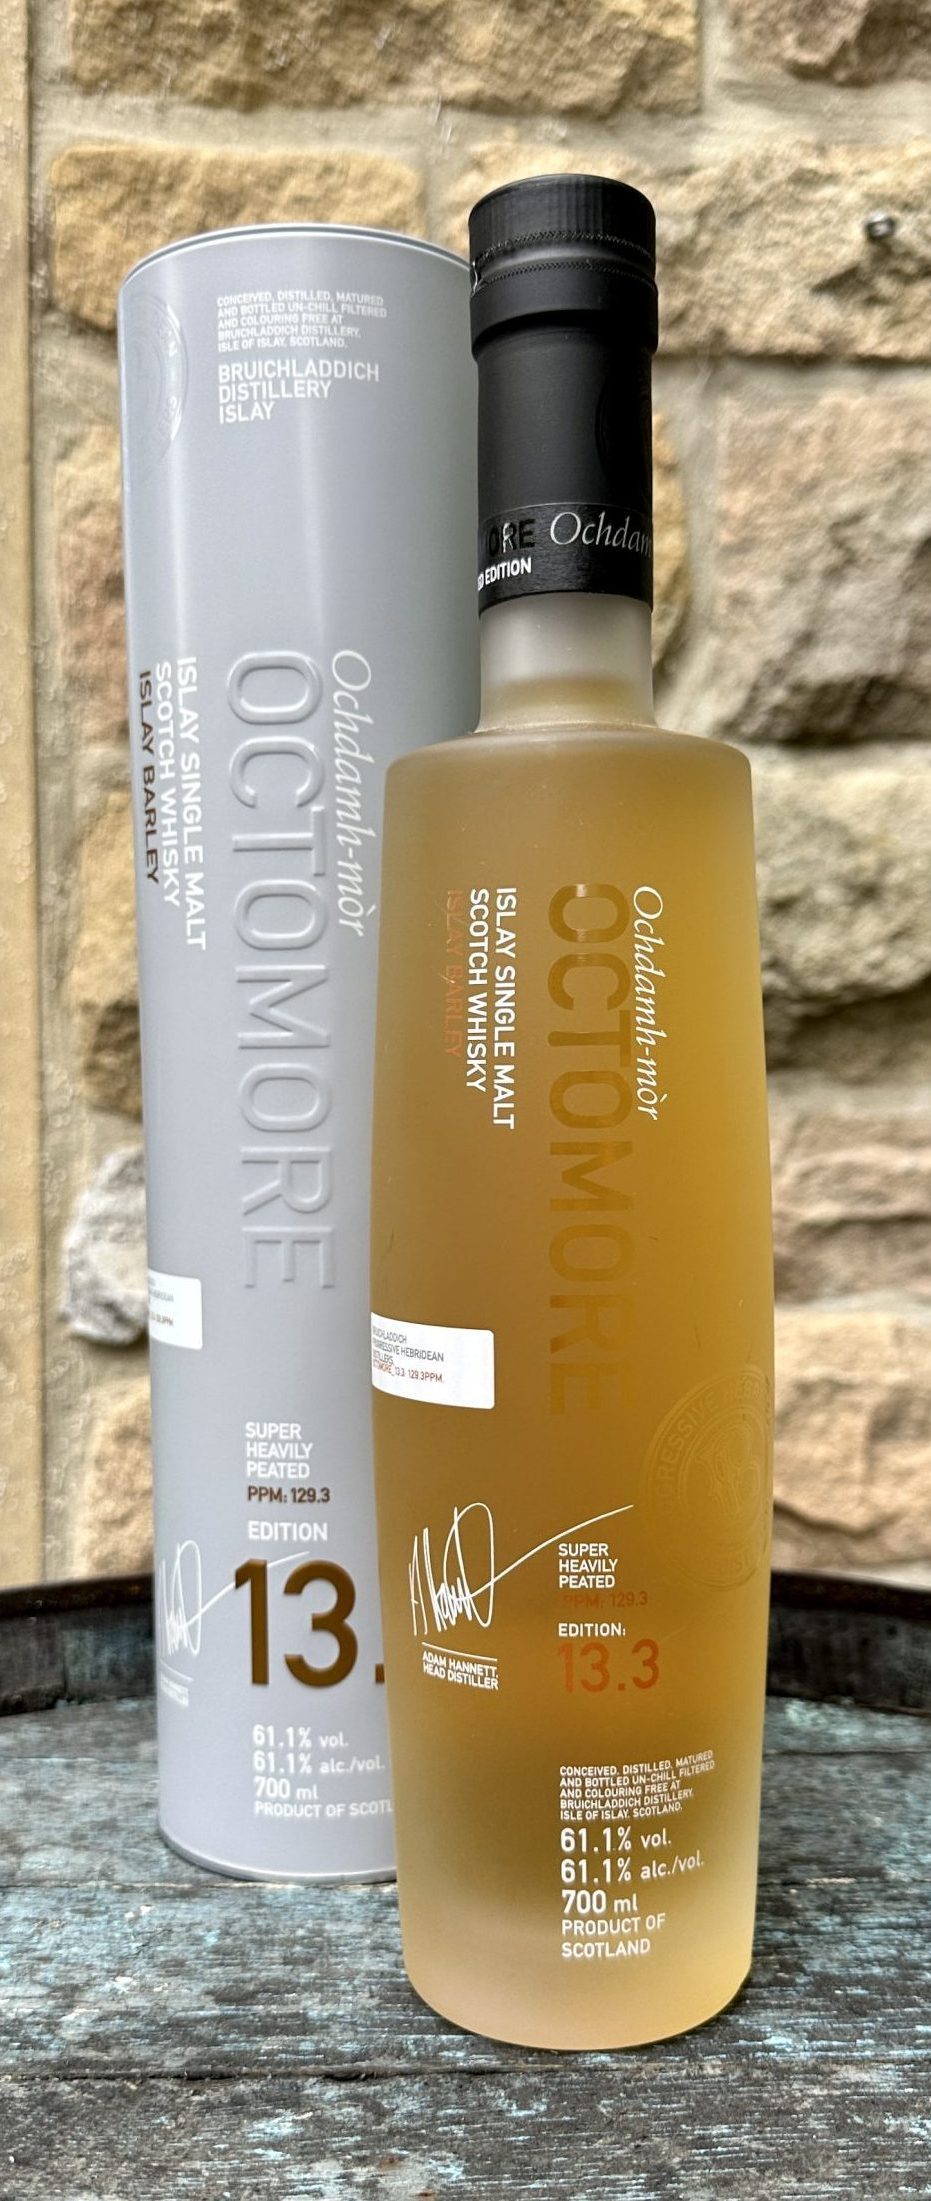 CONCEIVED, DISTILLED, MATURED
AND BOTTLED UN-CHILL FILTERED
AND COLOURING FREE AT
BRUICHLADDICH DISTILLERY,
ISLE OF ISLAY, SCOTLAND.
BRUICHLADDICH
DISTILLERY
ISLAY
Ochdamh-mòr
OCTOMORE
ISLAY SINGLE MALT
SCOTCH WHISKY
ISLAY BARLEY
SUPER
HEAVILY
PEATED
PPM: 129.3
EDITION
13.
61.1% vol.
61.1% alc./vol.
700 ml
PRODUCT OF SCOTL
ORE Ochdam
EDITION
Ochdamh-mòr
OCTOMORE
ISLAY SINGLE MALT
SCOTCH WHISKY
ISLAY BARLEY
BRUICHLADDICH
PROGRESSIVE HEBRIDEAN
DISTILLERS.
OCTOMORE_13.3 129.3PPM.
ADAM HANNETT,
HEAD DISTILLER
SUPER
HEAVILY
PEATED
PPM: 129.3
EDITION:
13.3
CONCEIVED, DISTILLED, MATURED
AND BOTTLED UN-CHILL FILTERED
AND COLOURING FREE AT
BRUICHLADDICH DISTILLERY,
ISLE OF ISLAY, SCOTLAND.
61.1% vol.
61.1% alc./vol.
700 ml
PRODUCT OF
SCOTLAND